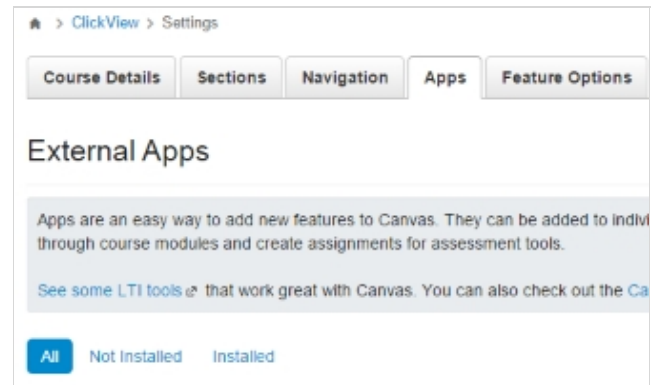 > ClickView > Settings
Course Details Sections Navigation Apps Feature Options
External Apps
Apps are an easy way to add new features to Canvas. They can be added to indivi
through course modules and create assignments for assessment tools.
See some LTI tools that work great with Canvas. You can also check out the Ca
All Not Installed Installed